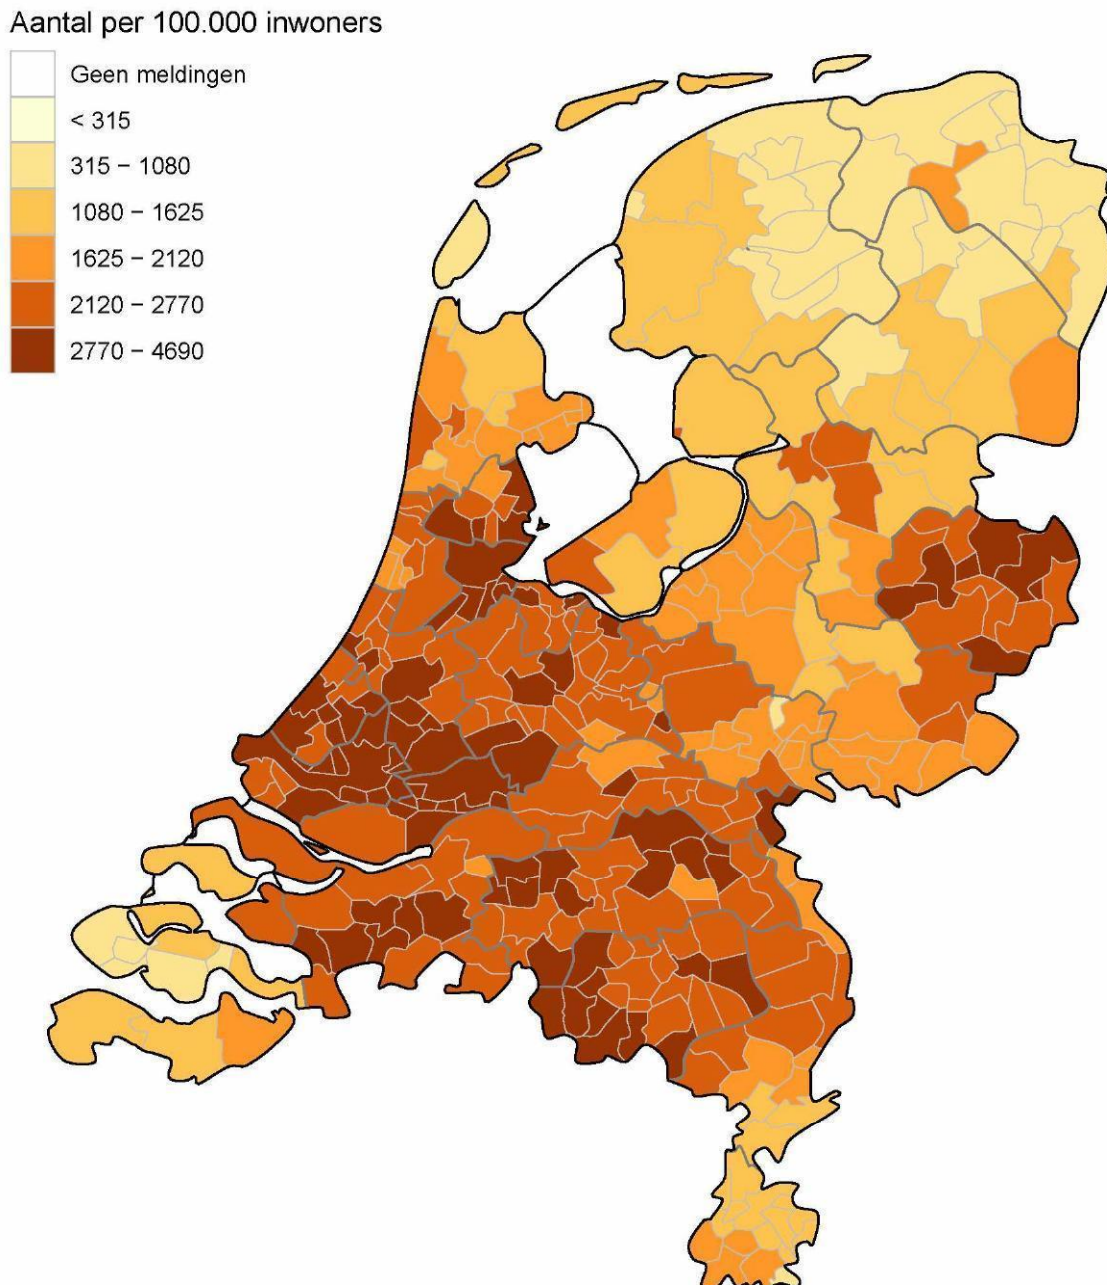 Aantal per 100.000 inwoners
Geen meldingen
< 315
315 − 1080
1080 − 1625
1625 − 2120
2120 − 2770
2770 − 4690